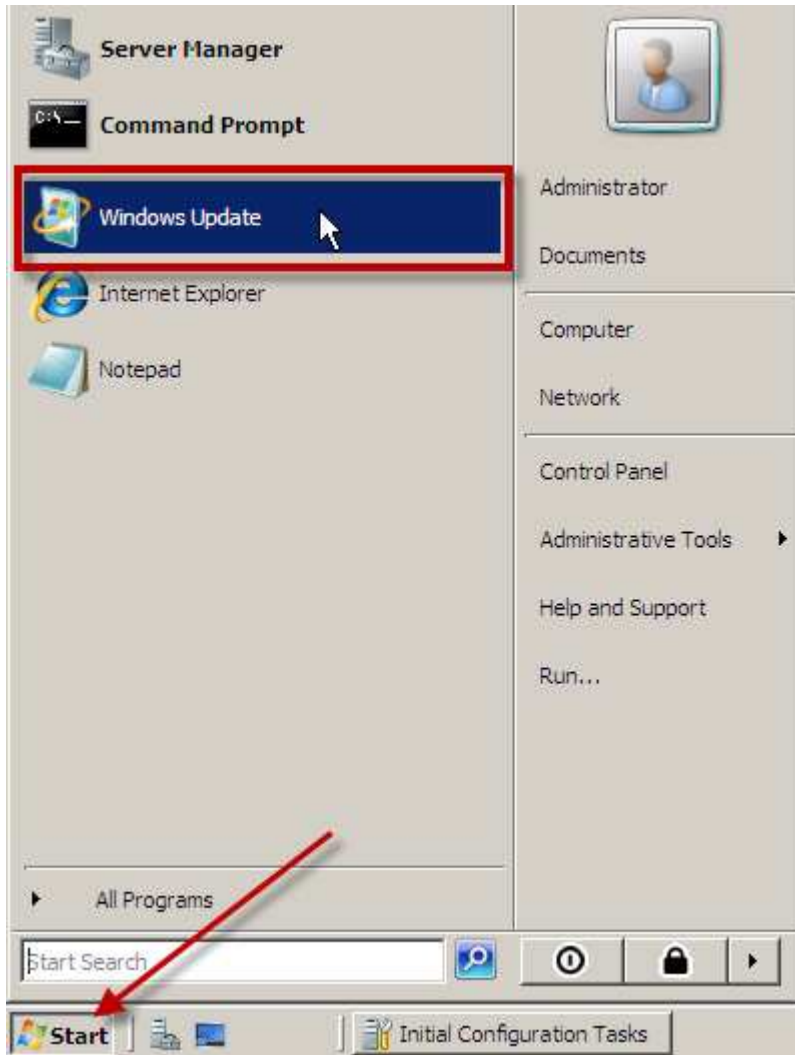 Server Manager
C:\
Command Prompt
Windows Update
Internet Explorer
Notepad
All Programs
Start Search
Administrator
Documents
Computer
Network
Control Panel
Administrative Tools
Help and Support
Run...
Start
Initial Configuration Tasks